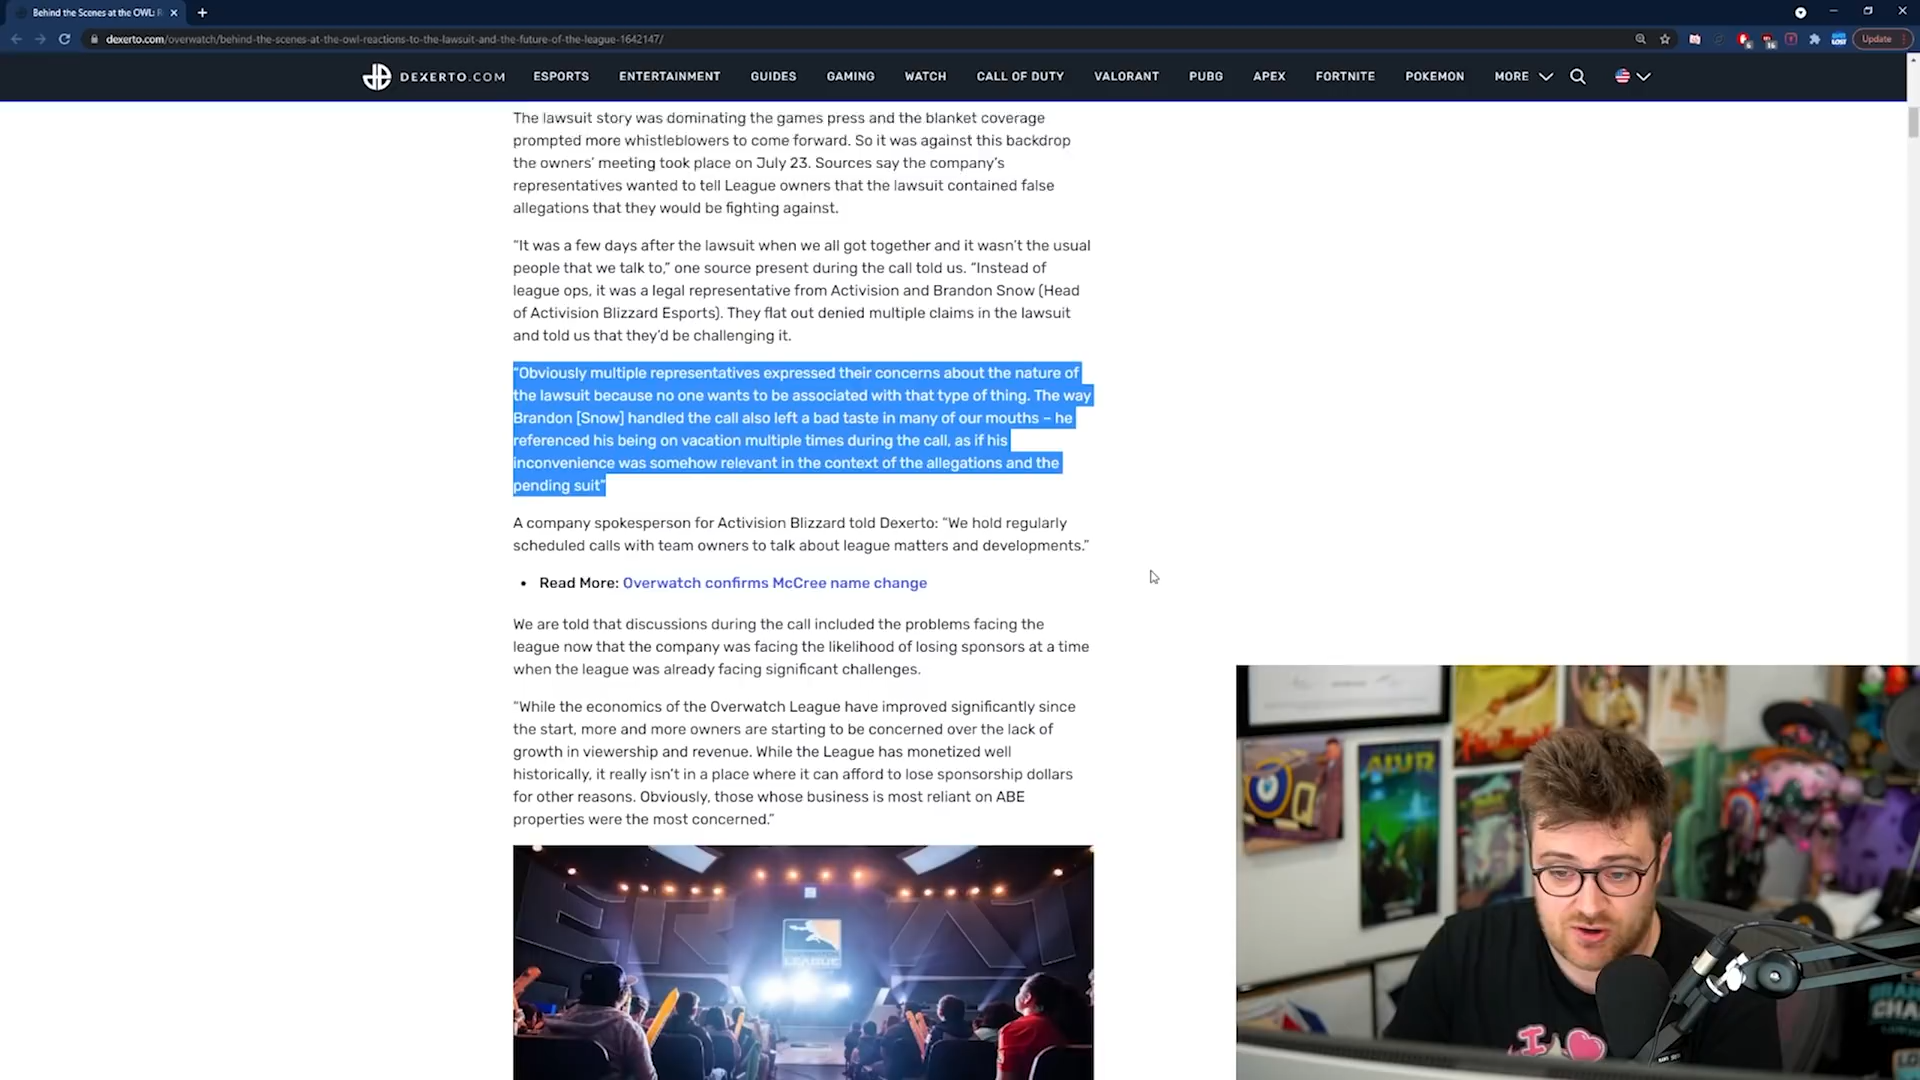 Behind the Scenes at the OWL: R
dexerto.com/overwatch/behind-the-scenes-at-the-owl-reactions-to-the-lawsuit-and-the-future-of-the-league-1642147/
Update
DEXERTO.COM ESPORTS ENTERTAINMENT GUIDES GAMING WATCH CALL OF DUTY VALORANT PUBG APEX FORTNITE POKEMON MORE
The lawsuit story was dominating the games press and the blanket coverage
prompted more whistleblowers to come forward. So it was against this backdrop
the owners’ meeting took place on July 23. Sources say the company’s
representatives wanted to tell League owners that the lawsuit contained false
allegations that they would be fighting against.
“It was a few days after the lawsuit when we all got together and it wasn’t the usual
people that we talk to,” one source present during the call told us. “Instead of
league ops, it was a legal representative from Activision and Brandon Snow (Head
of Activision Blizzard Esports). They flat out denied multiple claims in the lawsuit
and told us that they’d be challenging it.
“Obviously multiple representatives expressed their concerns about the nature of
the lawsuit because no one wants to be associated with that type of thing. The way
Brandon [Snow] handled the call also left a bad taste in many of our mouths – he
referenced his being on vacation multiple times during the call, as if his
inconvenience was somehow relevant in the context of the allegations and the
pending suit”
A company spokesperson for Activision Blizzard told Dexerto: “We hold regularly
scheduled calls with team owners to talk about league matters and developments.”
• Read More: Overwatch confirms McCree name change
We are told that discussions during the call included the problems facing the
league now that the company was facing the likelihood of losing sponsors at a time
when the league was already facing significant challenges.
“While the economics of the Overwatch League have improved significantly since
the start, more and more owners are starting to be concerned over the lack of
growth in viewership and revenue. While the League has monetized well
historically, it really isn’t in a place where it can afford to lose sponsorship dollars
for other reasons. Obviously, those whose business is most reliant on ABE
properties were the most concerned.”
LEAGUE
AIUR
I